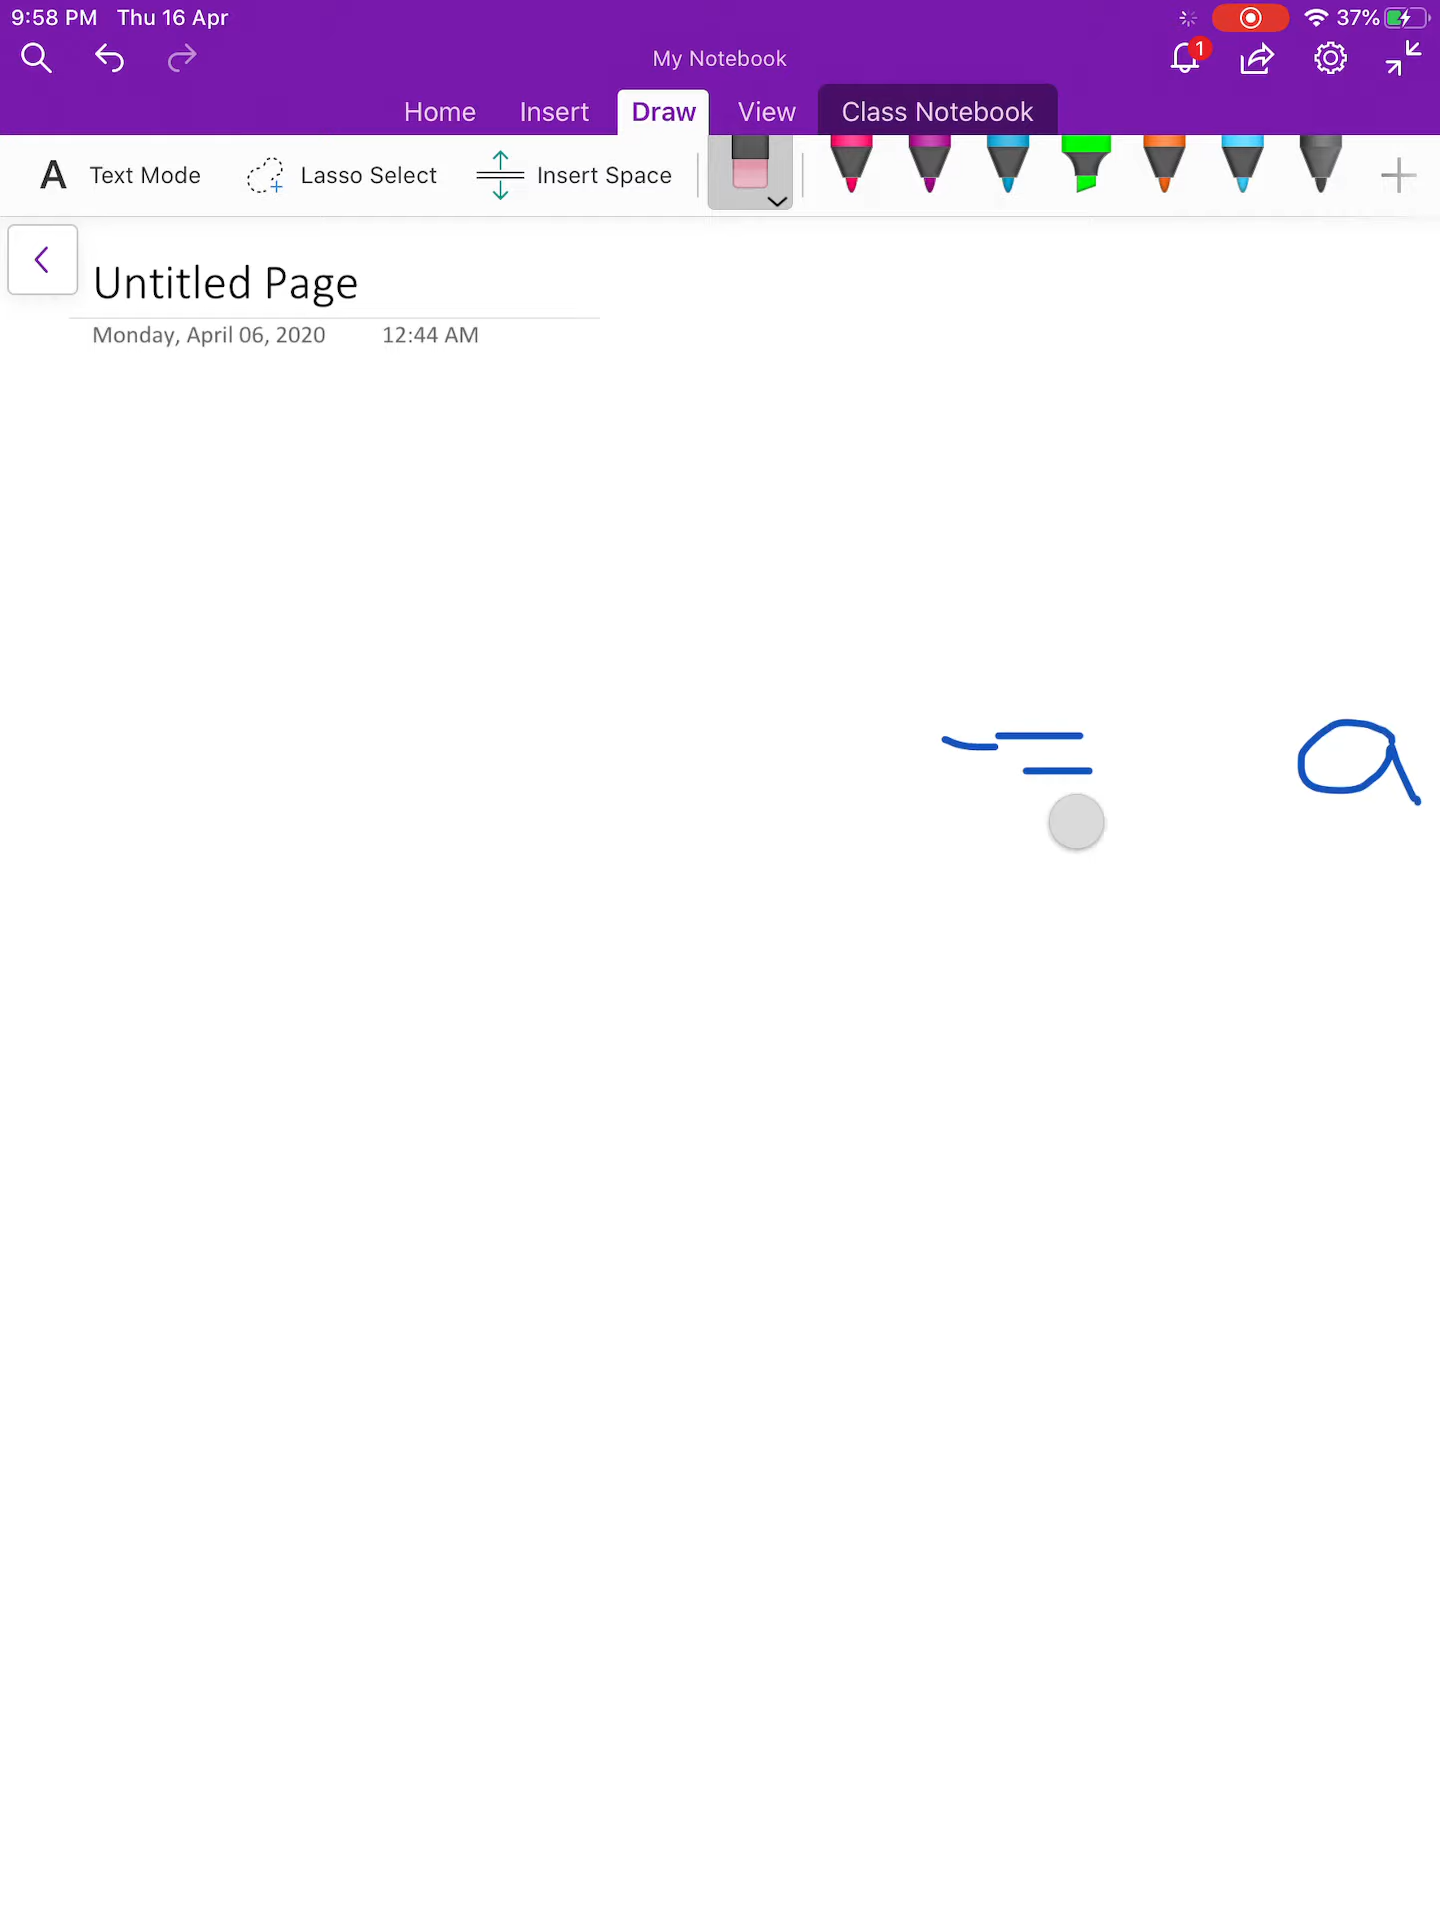 9:58 PM Thu 16 Apr 37%
1
My Notebook
Home Insert Draw View Class Notebook
A Text Mode Lasso Select Insert Space
Untitled Page
Monday, April 06, 2020 12:44 AM
= a